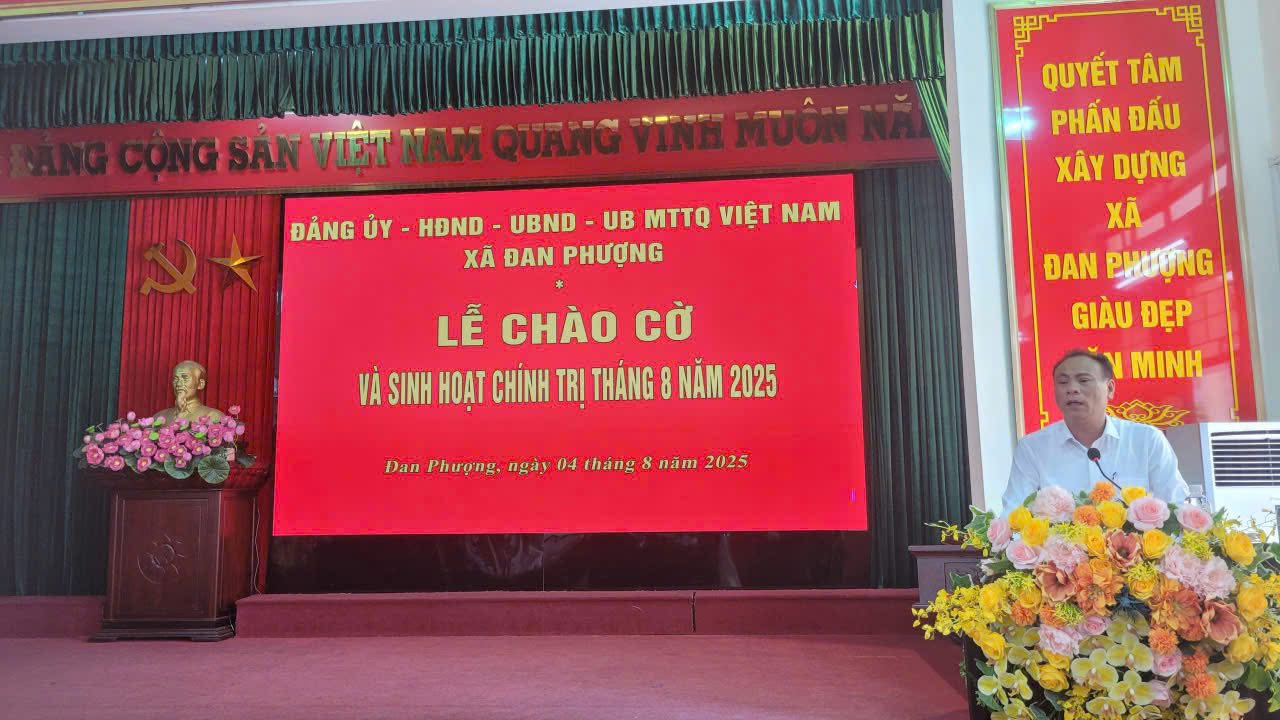 ĐẢNG CỘNG SẢN VIỆT NAM QUANG VINH MUÔN NĂM
ĐẢNG ỦY - HĐND - UBND - UB MTTQ VIỆT NAM
XÃ ĐAN PHƯỢNG
*
LỄ CHÀO CỜ
VÀ SINH HOẠT CHÍNH TRỊ THÁNG 8 NĂM 2025
Đan Phượng, ngày 04 tháng 8 năm 2025
QUYẾT TÂM
PHẤN ĐẤU
XÂY DỰNG
XÃ
ĐAN PHƯỢNG
GIÀU ĐẸP
VĂN MINH